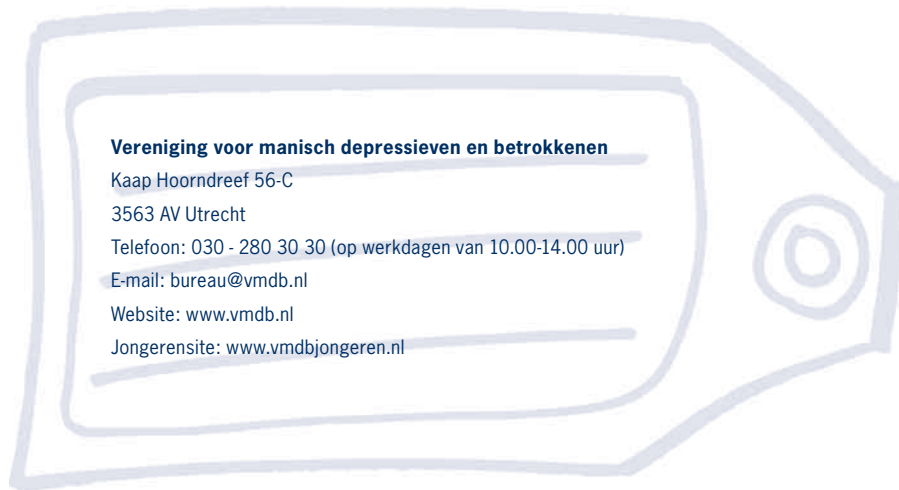 Vereniging voor manisch depressieven en betrokkenen
Kaap Hoorndreef 56-C
3563 AV Utrecht
Telefoon: 030 - 280 30 30 (op werkdagen van 10.00-14.00 uur)
E-mail: bureau@vmdb.nl
Website: www.vmdb.nl
Jongerensite: www.vmdbjongeren.nl